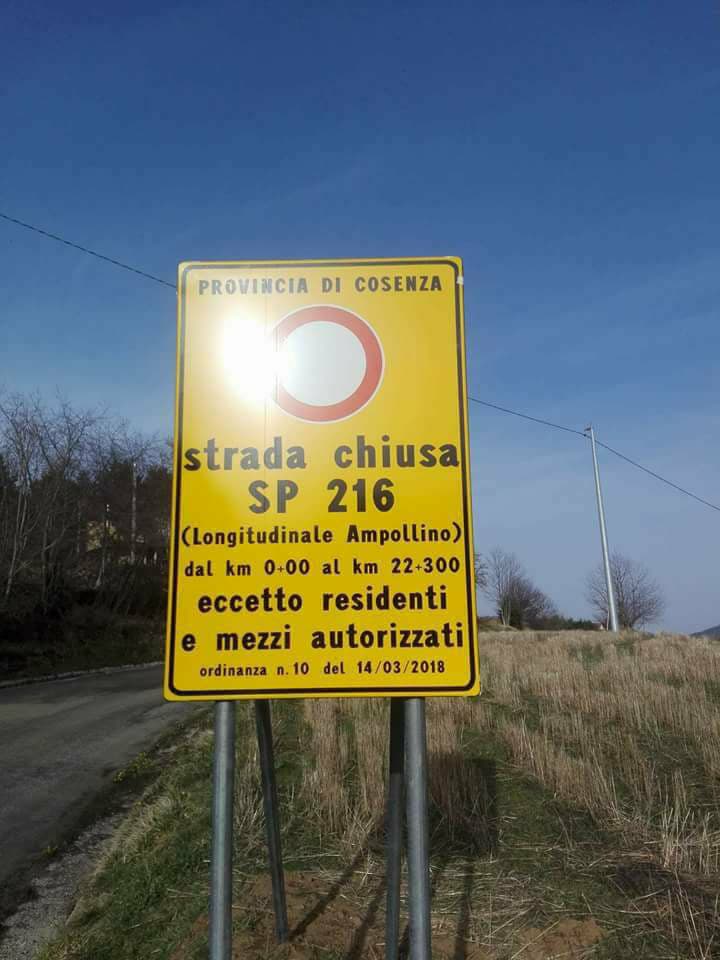 PROVINCIA DI COSENZA
strada chiusa
SP 216
(Longitudinale Ampollino)
dal km 0+00 al km 22+300
eccetto residenti
e mezzi autorizzati
ordinanza n.10 del 14/03/2018